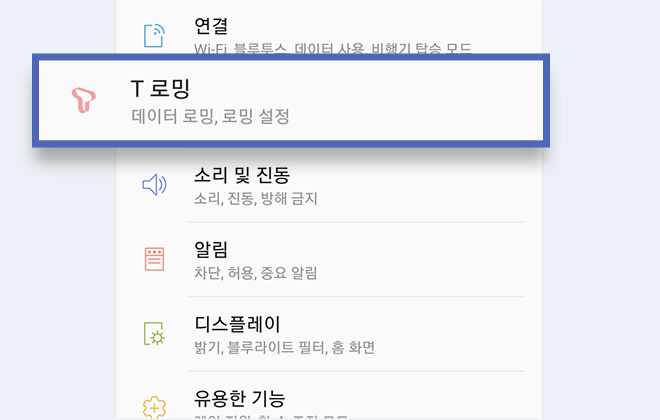 연결
Wi-Fi, 블루투스, 데이터 사용, 비행기 탑승 모드
T 로밍
데이터 로밍, 로밍 설정
소리 및 진동
소리, 진동, 방해 금지
알림
차단, 허용, 중요 알림
디스플레이
밝기, 블루라이트 필터, 홈 화면
유용한 기능